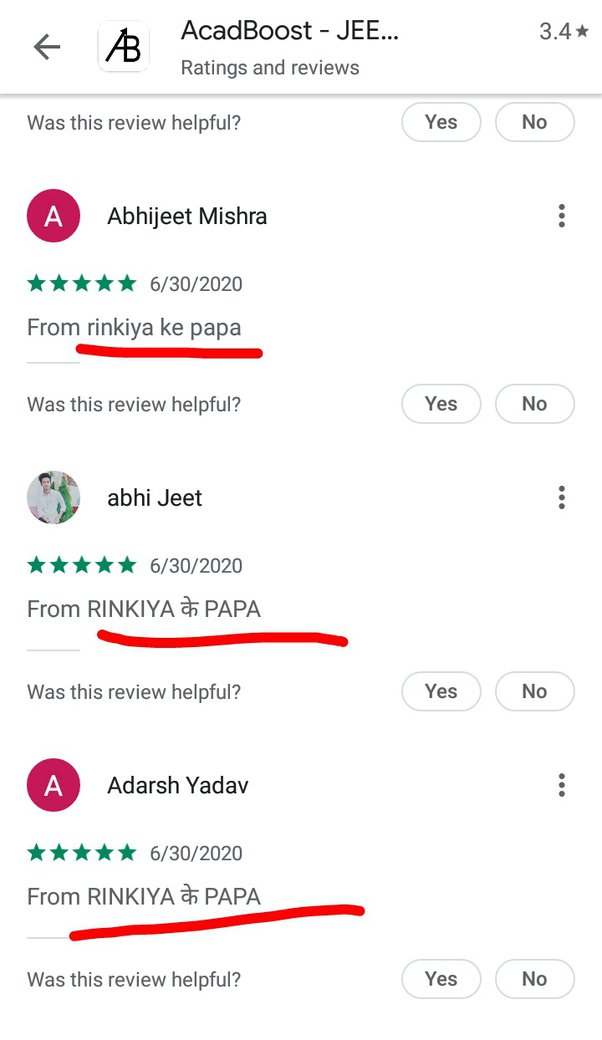 AcadBoost - JEE...
3.4★
Ratings and reviews
Was this review helpful?
Yes
No
A
Abhijeet Mishra
6/30/2020
From rinkiya ke papa
Was this review helpful?
Yes
No
abhi Jeet
6/30/2020
From RINKIYA के PAPA
Was this review helpful?
Yes
No
A
Adarsh Yadav
6/30/2020
From RINKIYA के PAPA
Was this review helpful?
Yes
No